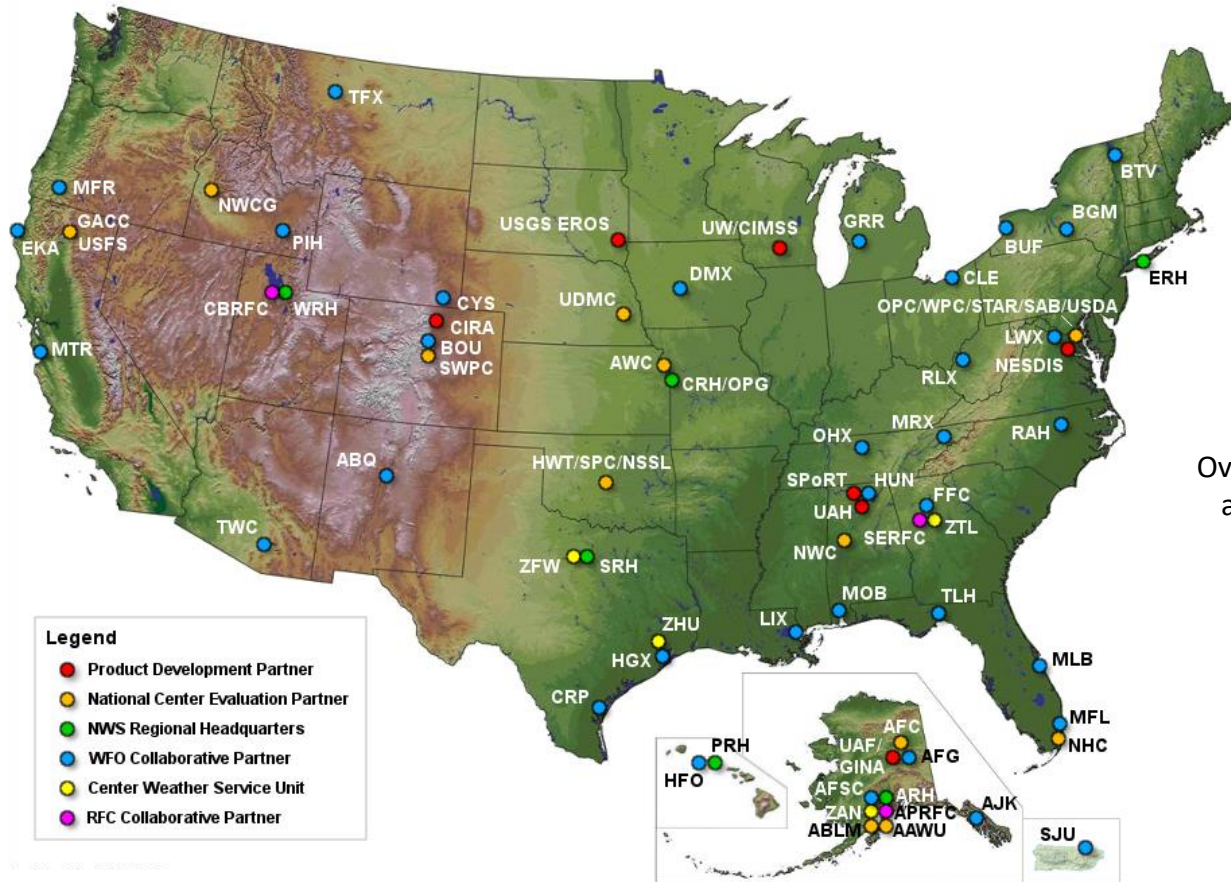 TFX
MFR
NWCG
GACC
USFS
EKA
PIH
CBRFC
WRH
CYS
CIRA
BOU
SWPC
MTR
ABQ
TWC
USGS EROS
UW/CIMSS
GRR
BTV
BGM
BUF
CLE
ERH
DMX
UDMC
OPC/WPC/STAR/SAB/USDA
LWX
NESDIS
AWC
CRH/OPG
RLX
MRX
RAH
OHX
HWT/SPC/NSSL
SPoRT
HUN
UAH
FFC
SERFC
ZTL
NWC
ZFW
SRH
MOB
TLH
LIX
ZHU
HGX
CRP
MLB
MFL
NHC
Ov
a
Legend
Product Development Partner
National Center Evaluation Partner
NWS Regional Headquarters
WFO Collaborative Partner
Center Weather Service Unit
RFC Collaborative Partner
PRH
HFO
AFC
UAF/
GINA
AFG
AFSC
ARH
ZAN
APRFC
ABLM
AAWU
AJK
SJU